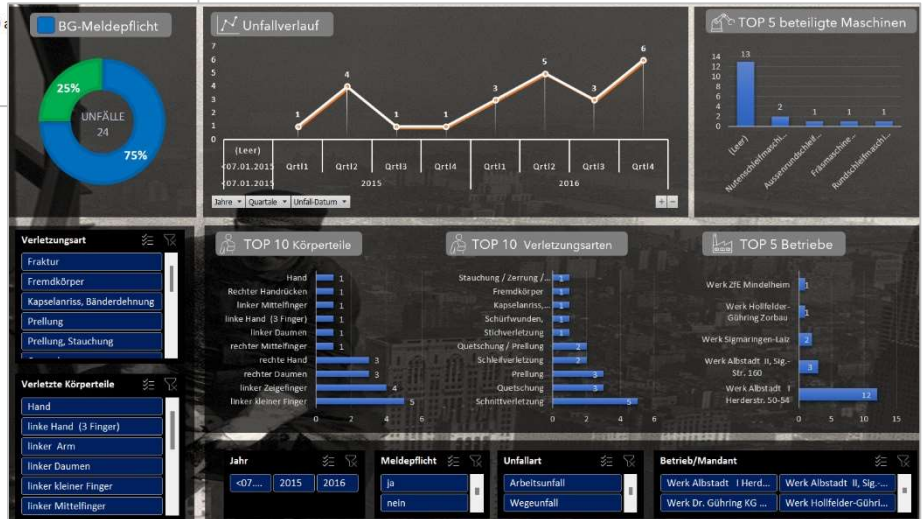 BG-Meldepflicht
25%
UNFÄLLE
24
75%
Unfallverlauf
7
6
5
4
3
2
1
0
1
4
1
1
3
5
3
6
(Leer)
Qrtl1
Qrtl2
Qrtl3
Qrtl4
Qrtl1
Qrtl2
Qrtl3
Qrtl4
<07.01.2015
<07.01.2015
2015
2016
Jahre
Quartale
Unfall-Datum
+ −
TOP 5 beteiligte Maschinen
14
12
10
8
6
4
2
0
13
2
1
1
1
(Leer)
Nutenschleifmaschi...
Aussenrundschleif...
Fräsmaschine
Rundschleifmaschi...
Verletzungsart
Fraktur
Fremdkörper
Kapselanriss, Bänderdehnung
Prellung
Prellung, Stauchung
Verletzte Körperteile
Hand
linke Hand (3 Finger)
linker Arm
linker Daumen
linker kleiner Finger
linker Mittelfinger
TOP 10 Körperteile
Hand 1
Rechter Handrücken 1
linker Mittelfinger 1
linke Hand (3 Finger) 1
linker Daumen 1
rechter Mittelfinger 1
rechte Hand 3
rechter Daumen 3
linker Zeigefinger 4
linker kleiner Finger 5
0 2 4 6
TOP 10 Verletzungsarten
Stauchung / Zerrung /... 1
Fremdkörper 1
Kapselanriss,... 1
Schürfwunden, 1
Stichverletzung 1
Quetschung / Prellung 2
Schleifverletzung 2
Prellung 3
Quetschung 3
Schnittverletzung 5
0 2 4 6
TOP 5 Betriebe
Werk ZfE Mindelheim 1
Werk Hollfelder-
Gühring Zorbau 1
Werk Sigmaringen-Laiz 2
Werk Albstadt II, Sig.-
Str. 160 3
Werk Albstadt I
Herderstr. 50-54 12
0 5 10 15
Jahr
<07....
2015
2016
Meldepflicht
ja
nein
Unfallart
Arbeitsunfall
Wegeunfall
Betrieb/Mandant
Werk Albstadt I Herd...
Werk Albstadt II, Sig.-...
Werk Dr. Gühring KG ...
Werk Hollfelder-Gühri...